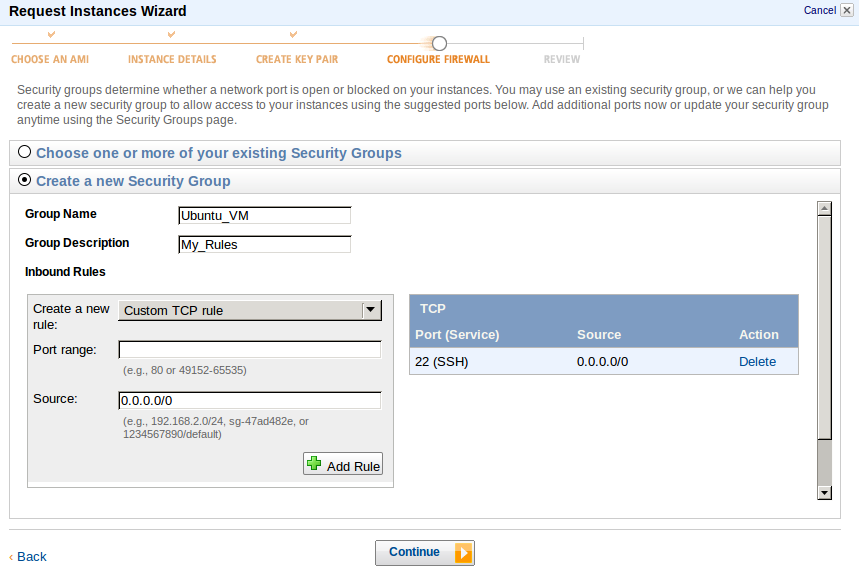 Request Instances Wizard
Cancel
CHOOSE AN AMI INSTANCE DETAILS CREATE KEY PAIR CONFIGURE FIREWALL REVIEW
Security groups determine whether a network port is open or blocked on your instances. You may use an existing security group, or we can help you
create a new security group to allow access to your instances using the suggested ports below. Add additional ports now or update your security group
anytime using the Security Groups page.
Choose one or more of your existing Security Groups
Create a new Security Group
Group Name Ubuntu_VM
Group Description My_Rules
Inbound Rules
Create a new
rule:
Custom TCP rule
Port range:
(e.g., 80 or 49152-65535)
Source: 0.0.0.0/0
(e.g., 192.168.2.0/24, sg-47ad482e, or
1234567890/default)
Add Rule
TCP
Port (Service) Source Action
22 (SSH) 0.0.0.0/0 Delete
‹ Back
Continue